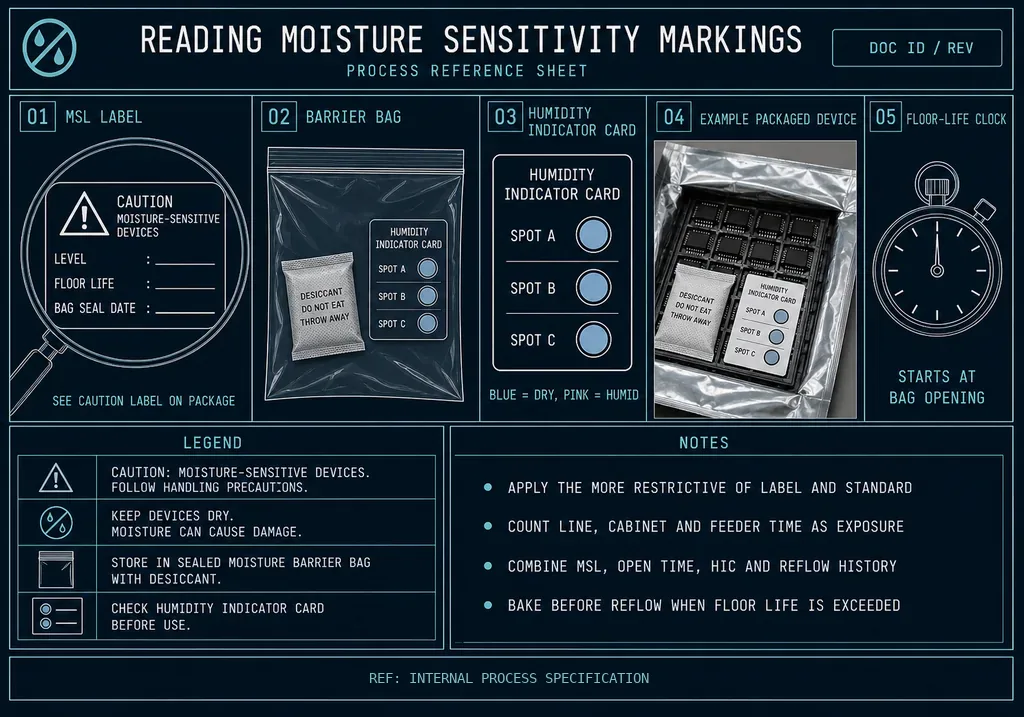 READING MOISTURE SENSITIVITY MARKINGS
PROCESS REFERENCE SHEET
DOC ID / REV
01 MSL LABEL
CAUTION
MOISTURE-SENSITIVE
DEVICES
LEVEL :
FLOOR LIFE :
BAG SEAL DATE :
SEE CAUTION LABEL ON PACKAGE
02 BARRIER BAG
HUMIDITY
INDICATOR CARD
SPOT A
SPOT B
SPOT C
DESICCANT
DO NOT EAT
THROW AWAY
03 HUMIDITY
INDICATOR CARD
HUMIDITY
INDICATOR CARD
SPOT A
SPOT B
SPOT C
BLUE = DRY, PINK = HUMID
04 EXAMPLE PACKAGED DEVICE
DESICCANT
DO NOT EAT
THROW AWAY
HUMIDITY
INDICATOR CARD
SPOT A
SPOT B
SPOT C
05 FLOOR-LIFE CLOCK
STARTS AT
BAG OPENING
LEGEND
CAUTION: MOISTURE-SENSITIVE DEVICES.
FOLLOW HANDLING PRECAUTIONS.
KEEP DEVICES DRY.
MOISTURE CAN CAUSE DAMAGE.
STORE IN SEALED MOISTURE BARRIER BAG
WITH DESICCANT.
CHECK HUMIDITY INDICATOR CARD
BEFORE USE.
NOTES
APPLY THE MORE RESTRICTIVE OF LABEL AND STANDARD
COUNT LINE, CABINET AND FEEDER TIME AS EXPOSURE
COMBINE MSL, OPEN TIME, HIC AND REFLOW HISTORY
BAKE BEFORE REFLOW WHEN FLOOR LIFE IS EXCEEDED
REF: INTERNAL PROCESS SPECIFICATION